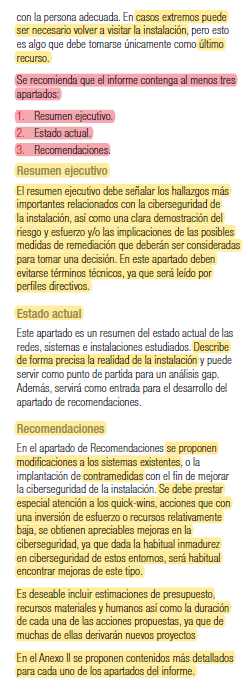 con la persona adecuada. En casos extremos puede
ser necesario volver a visitar la instalación, pero esto
es algo que debe tomarse únicamente como último
recurso.
Se recomienda que el informe contenga al menos tres
apartados:
1. Resumen ejecutivo.
2. Estado actual.
3. Recomendaciones.
Resumen ejecutivo
El resumen ejecutivo debe señalar los hallazgos más
importantes relacionados con la ciberseguridad de
la instalación, así como una clara demostración del
riesgo y esfuerzo y/o las implicaciones de las posibles
medidas de remediación que deberán ser consideradas
para tomar una decisión. En este apartado deben
evitarse términos técnicos, ya que será leído por
perfiles directivos.
Estado actual
Este apartado es un resumen del estado actual de las
redes, sistemas e instalaciones estudiados. Describe
de forma precisa la realidad de la instalación y puede
servir como punto de partida para un análisis gap.
Además, servirá como entrada para el desarrollo del
apartado de recomendaciones.
Recomendaciones
En el apartado de Recomendaciones se proponen
modificaciones a los sistemas existentes, o la
implantación de contramedidas con el fin de mejorar
la ciberseguridad de la instalación. Se debe prestar
especial atención a los quick-wins, acciones que con
una inversión de esfuerzo o recursos relativamente
baja, se obtienen apreciables mejoras en la
ciberseguridad, ya que dada la habitual inmadurez
en ciberseguridad de estos entornos, será habitual
encontrar mejoras de este tipo.
Es deseable incluir estimaciones de presupuesto,
recursos materiales y humanos así como la duración
de cada una de las acciones propuestas, ya que de
muchas de ellas derivarán nuevos proyectos
En el Anexo II se proponen contenidos más detallados
para cada uno de los apartados del informe.